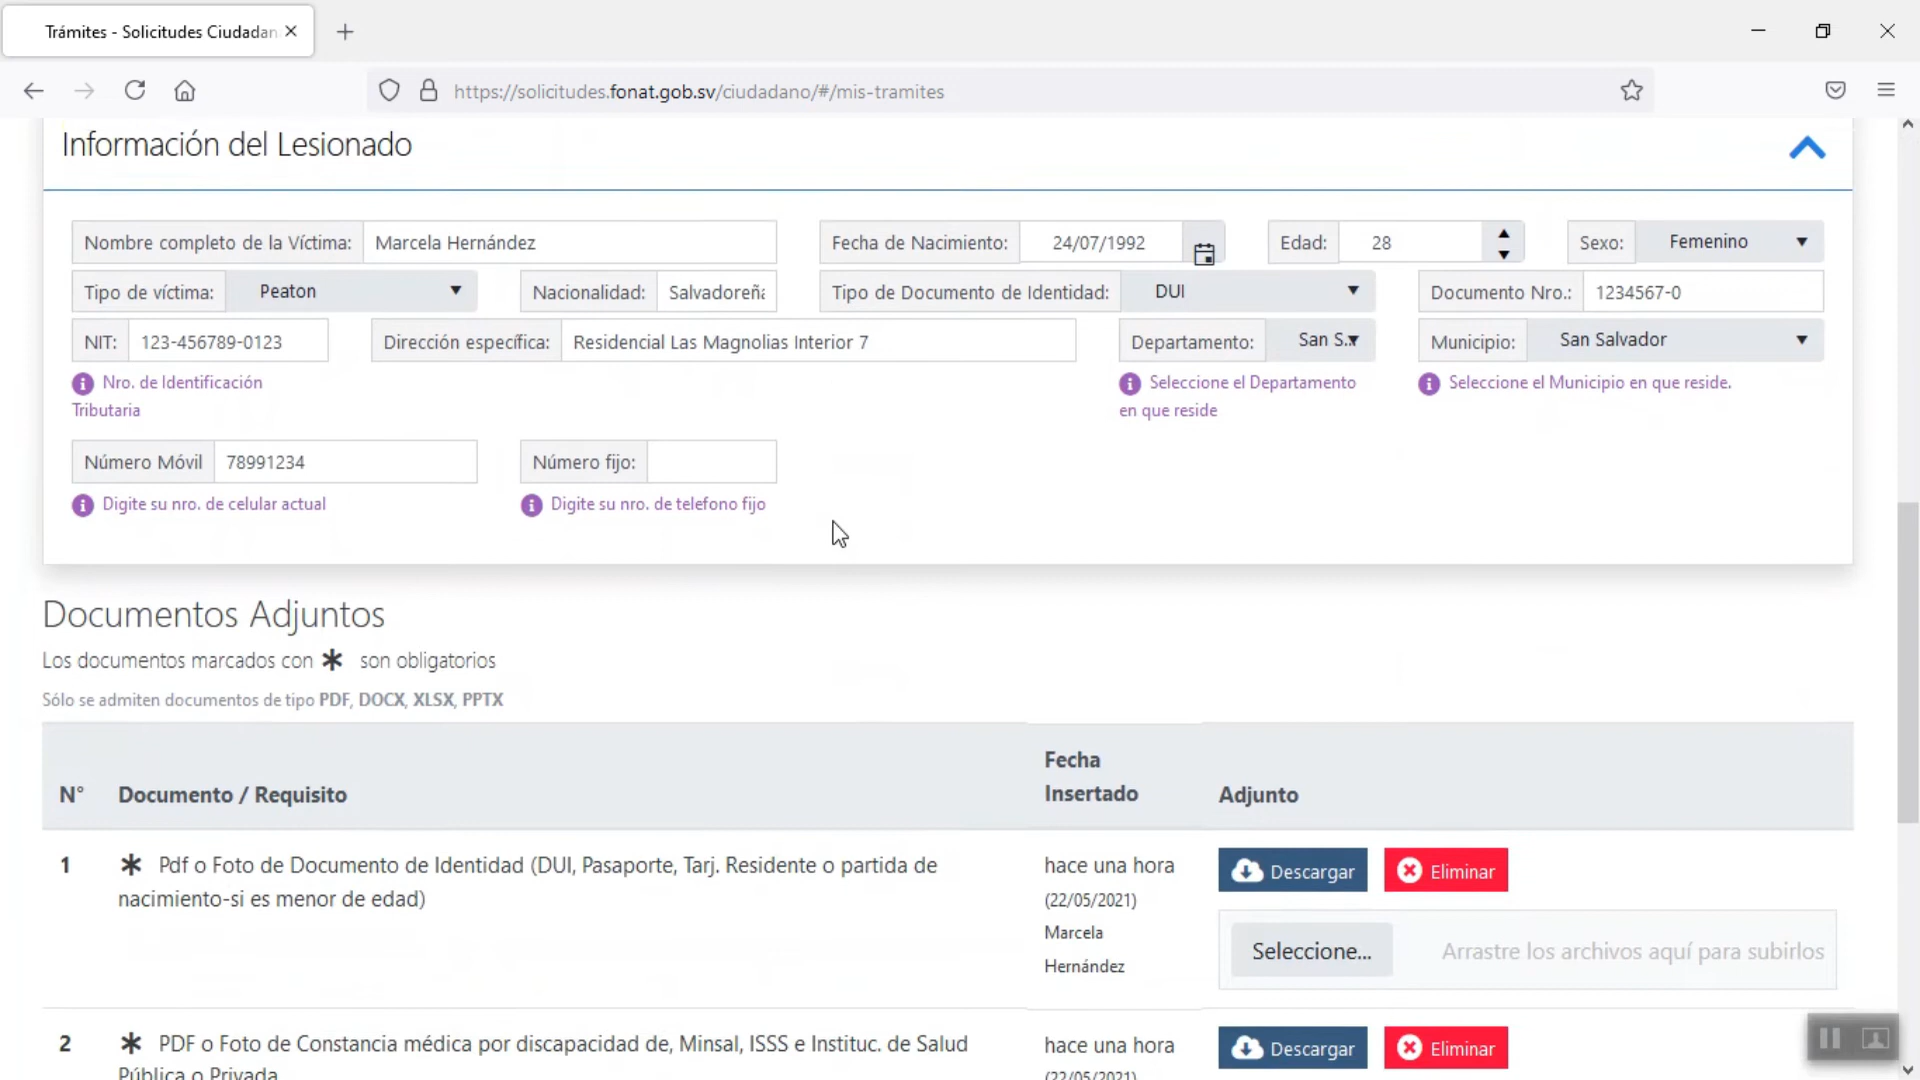 Trámites - Solicitudes Ciudadan
https://solicitudes.fonat.gob.sv/ciudadano/#/mis-tramites
Información del Lesionado
Nombre completo de la Víctima: Marcela Hernández Fecha de Nacimiento: 24/07/1992 Edad: 28 Sexo: Femenino
Tipo de víctima: Peaton Nacionalidad: Salvadoreña Tipo de Documento de Identidad: DUI Documento Nro.: 1234567-0
NIT: 123-456789-0123 Dirección específica: Residencial Las Magnolias Interior 7 Departamento: San S... Municipio: San Salvador
Nro. de Identificación Seleccione el Departamento Seleccione el Municipio en que reside.
Tributaria en que reside
Número Móvil 78991234 Número fijo:
Digite su nro. de celular actual Digite su nro. de telefono fijo
Documentos Adjuntos
Los documentos marcados con * son obligatorios
Sólo se admiten documentos de tipo PDF, DOCX, XLSX, PPTX
N° Documento / Requisito Fecha Insertado Adjunto
1 * Pdf o Foto de Documento de Identidad (DUI, Pasaporte, Tarj. Residente o partida de hace una hora Descargar Eliminar
nacimiento-si es menor de edad) (22/05/2021)
Marcela
Hernández
Seleccione... Arrastre los archivos aquí para subirlos
2 * PDF o Foto de Constancia médica por discapacidad de, Minsal, ISSS e Instituc. de Salud hace una hora Descargar Eliminar
Pública o Privada (22/05/2021)